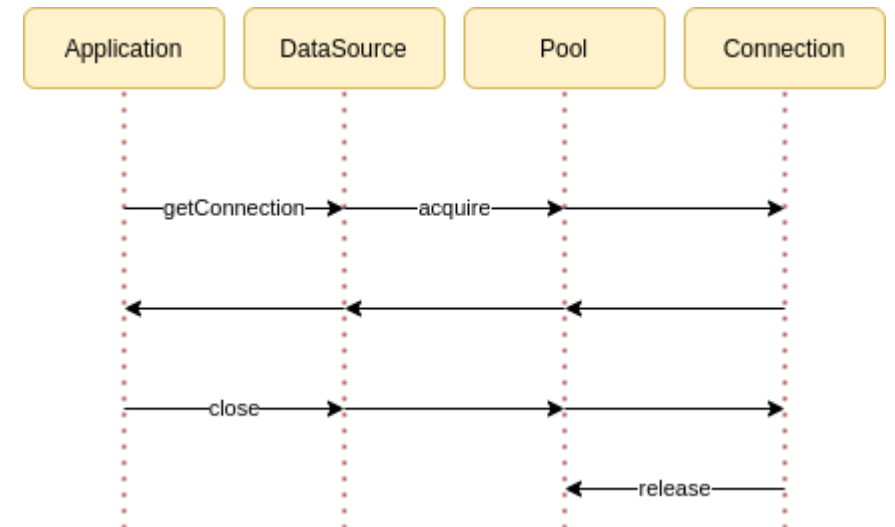 Application
DataSource
Pool
Connection
getConnection
acquire
close
release